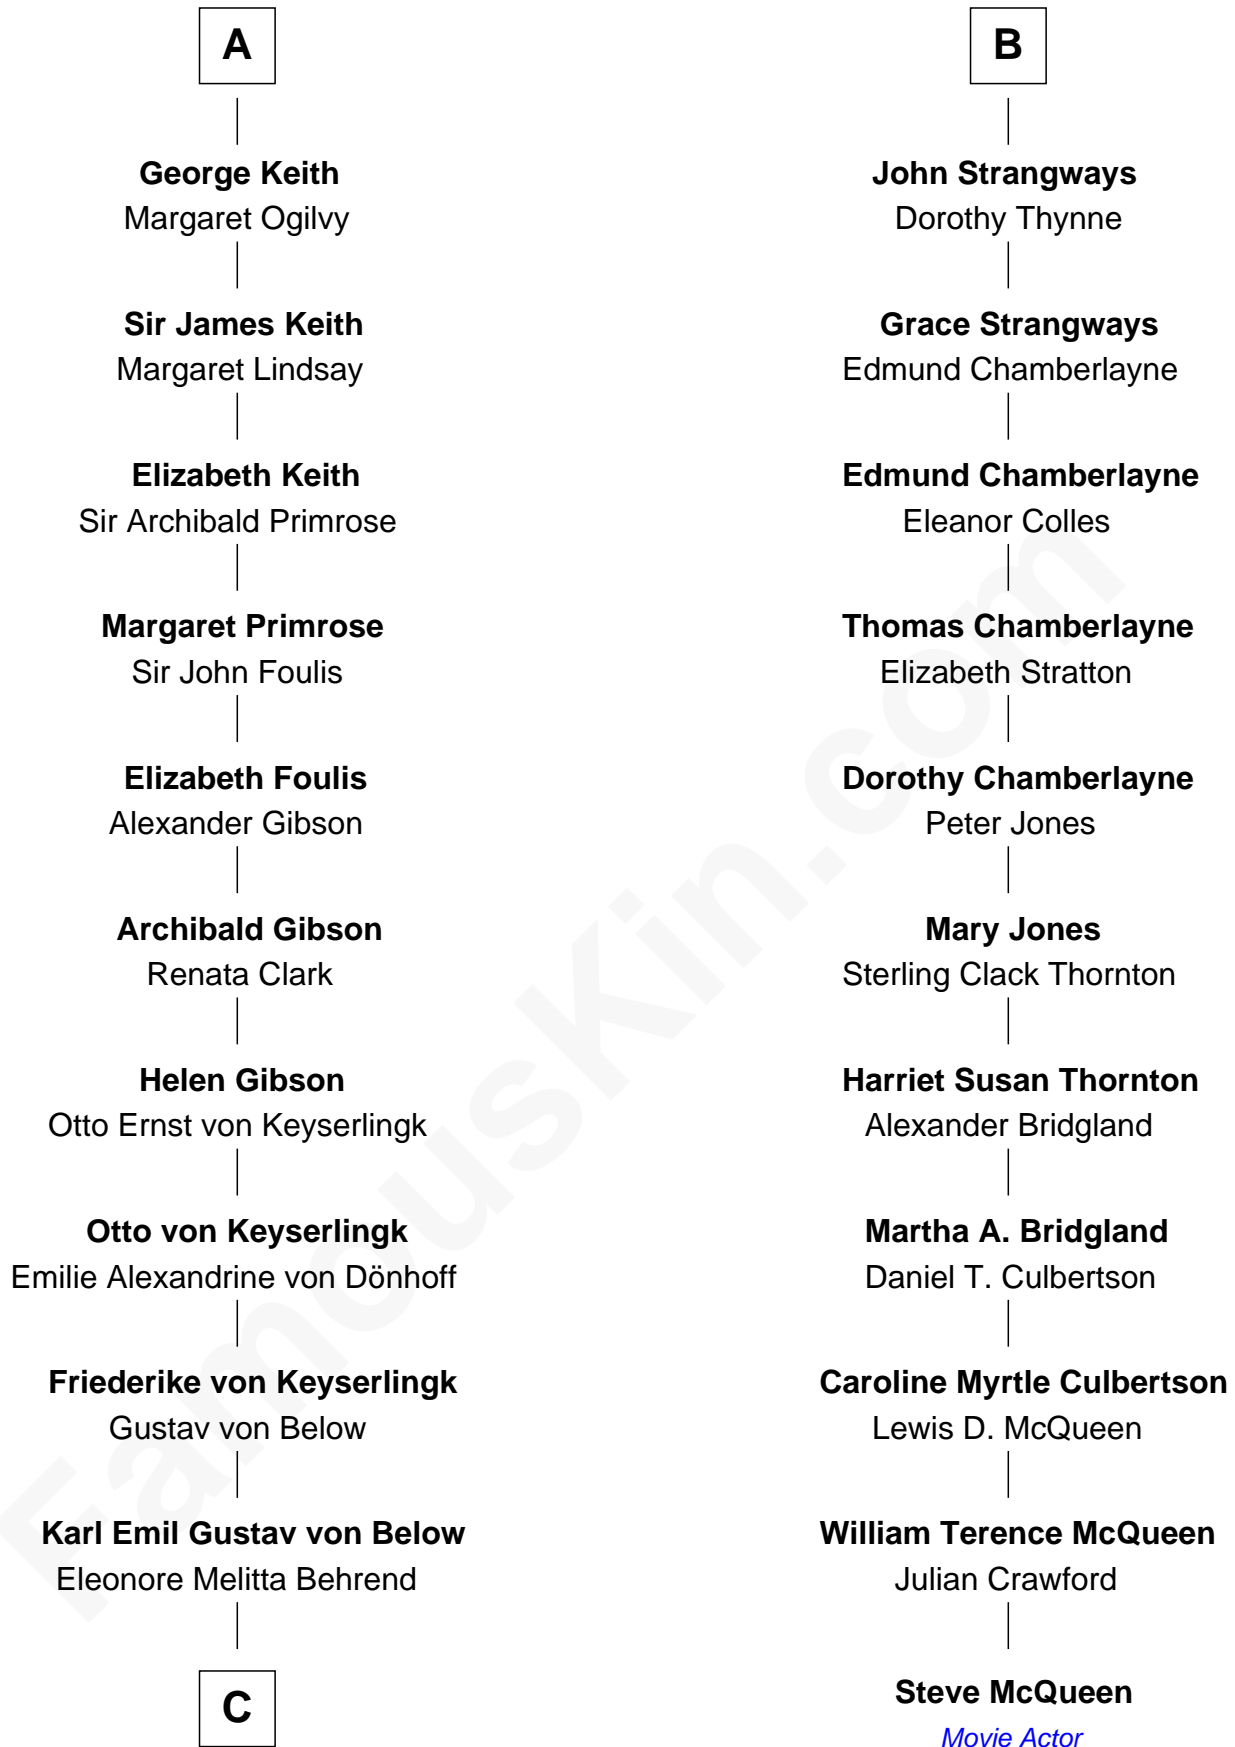 A
George Keith
Margaret Ogilvy
Sir James Keith
Margaret Lindsay
Elizabeth Keith
Sir Archibald Primrose
Margaret Primrose
Sir John Foulis
Elizabeth Foulis
Alexander Gibson
Archibald Gibson
Renata Clark
Helen Gibson
Otto Ernst von Keyserlingk
Otto von Keyserlingk
Emilie Alexandrine von Dönhoff
Friederike von Keyserlingk
Gustav von Below
Karl Emil Gustav von Below
Eleonore Melitta Behrend
C
B
John Strangways
Dorothy Thynne
Grace Strangways
Edmund Chamberlayne
Edmund Chamberlayne
Eleanor Colles
Thomas Chamberlayne
Elizabeth Stratton
Dorothy Chamberlayne
Peter Jones
Mary Jones
Sterling Clack Thornton
Harriet Susan Thornton
Alexander Bridgland
Martha A. Bridgland
Daniel T. Culbertson
Caroline Myrtle Culbertson
Lewis D. McQueen
William Terence McQueen
Julian Crawford
Steve McQueen
Movie Actor
FamousKin.com